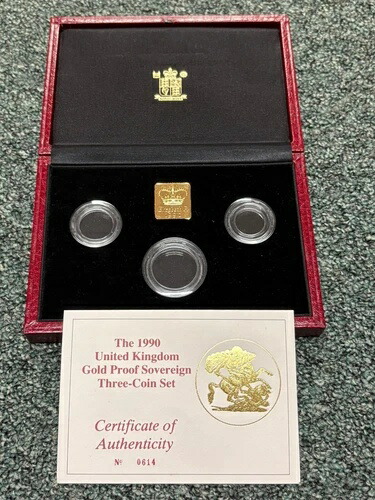 The 1990
United Kingdom
Gold Proof Sovereign
Three-Coin Set
Certificate of
Authenticity
Nº 0614